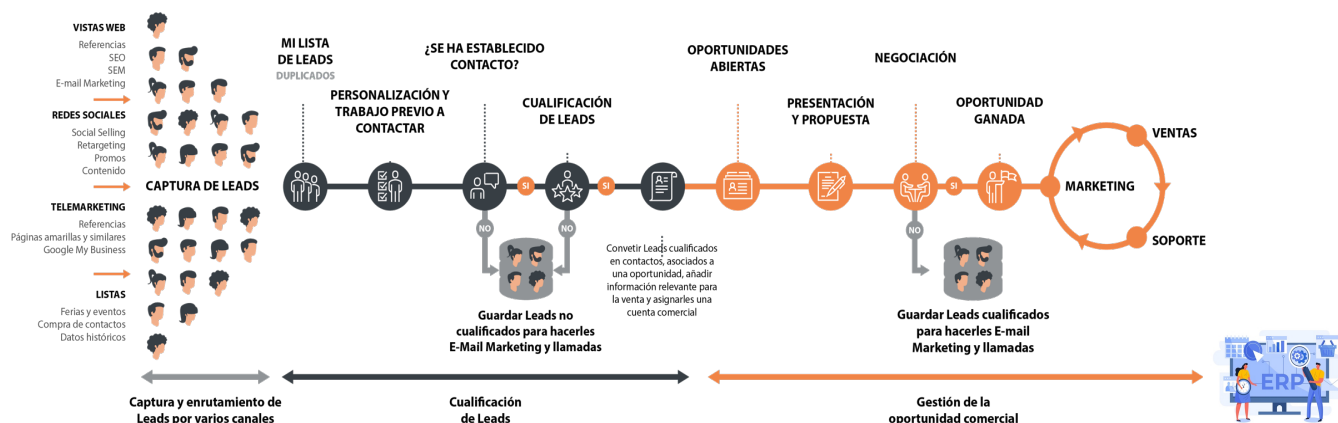 VISTAS WEB
Referencias
SEO
SEM
E-mail Marketing
REDES SOCIALES
Social Selling
Retargeting
Promos
Contenido
CAPTURA DE LEADS
TELEMARKETING
Referencias
Páginas amarillas y similares
Google My Business
LISTAS
Ferias y eventos
Compra de contactos
Datos históricos
MI LISTA
DE LEADS
DUPLICADOS
PERSONALIZACIÓN Y
TRABAJO PREVIO A
CONTACTAR
¿SE HA ESTABLECIDO
CONTACTO?
CUALIFICACIÓN
DE LEADS
OPORTUNIDADES
ABIERTAS
PRESENTACIÓN
Y PROPUESTA
NEGOCIACIÓN
OPORTUNIDAD
GANADA
SI
SI
SI
MARKETING
VENTAS
SOPORTE
NO
NO
NO
Guardar Leads no
cualificados para hacerles
E-Mail Marketing y llamadas
Convetir Leads cualificados
en contactos, asociados a
una oportunidad, añadir
información relevante para
la venta y asignarles una
cuenta comercial
Guardar Leads cualificados
para hacerles E-mail
Marketing y llamadas
Captura y enrutamiento de
Leads por varios canales
Cualificación
de Leads
Gestión de la
oportunidad comercial
ERP